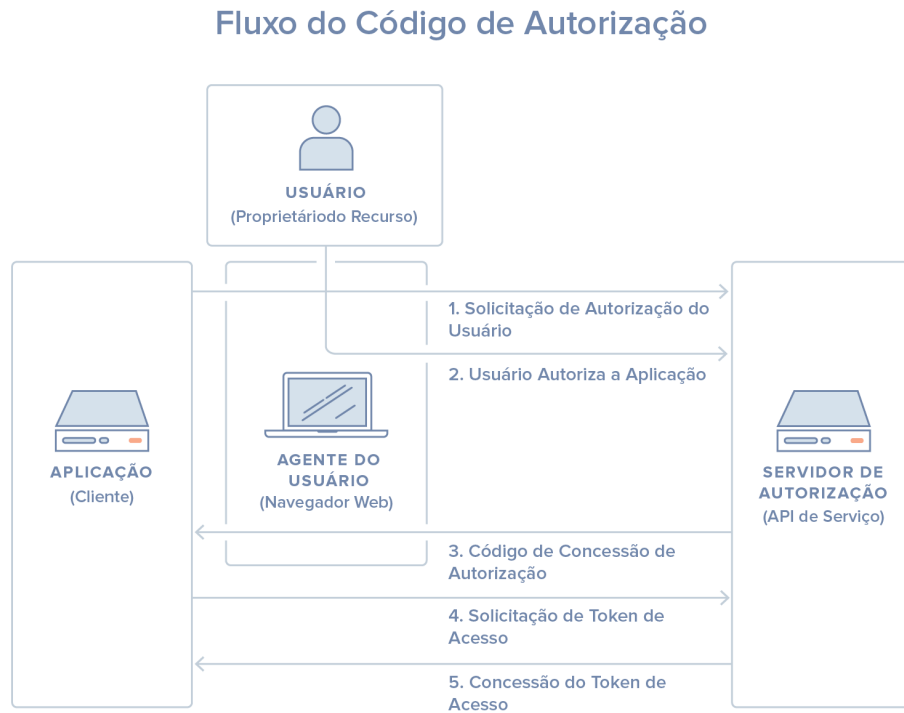 Fluxo do Código de Autorização
USUÁRIO
(Proprietáriodo Recurso)
1. Solicitação de Autorização do
Usuário
2. Usuário Autoriza a Aplicação
APLICAÇÃO
(Cliente)
AGENTE DO
USUÁRIO
(Navegador Web)
SERVIDOR DE
AUTORIZAÇÃO
(API de Serviço)
3. Código de Concessão de
Autorização
4. Solicitação de Token de
Acesso
5. Concessão do Token de
Acesso